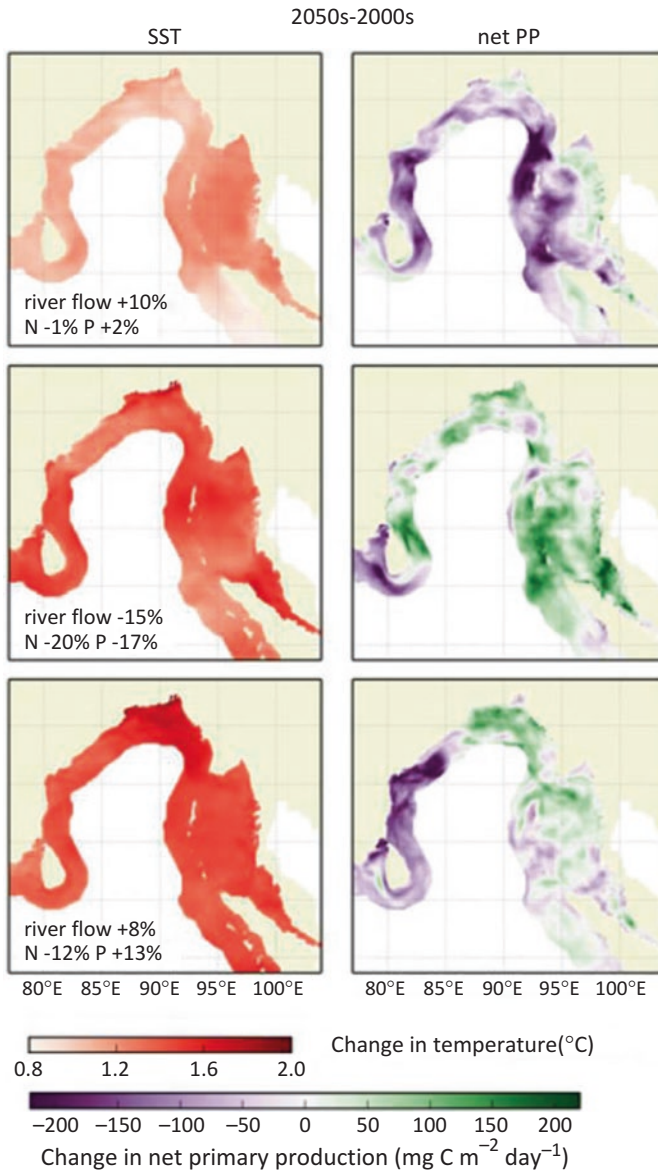 2050s-2000s
SST
net PP
river flow +10%
N -1% P +2%
river flow -15%
N -20% P -17%
river flow +8%
N -12% P +13%
80°E 85°E 90°E 95°E 100°E
80°E 85°E 90°E 95°E 100°E
Change in temperature(°C)
0.8 1.2 1.6 2.0
−200 −150 −100 −50 0 50 100 150 200
Change in net primary production (mg C m⁻² day⁻¹)